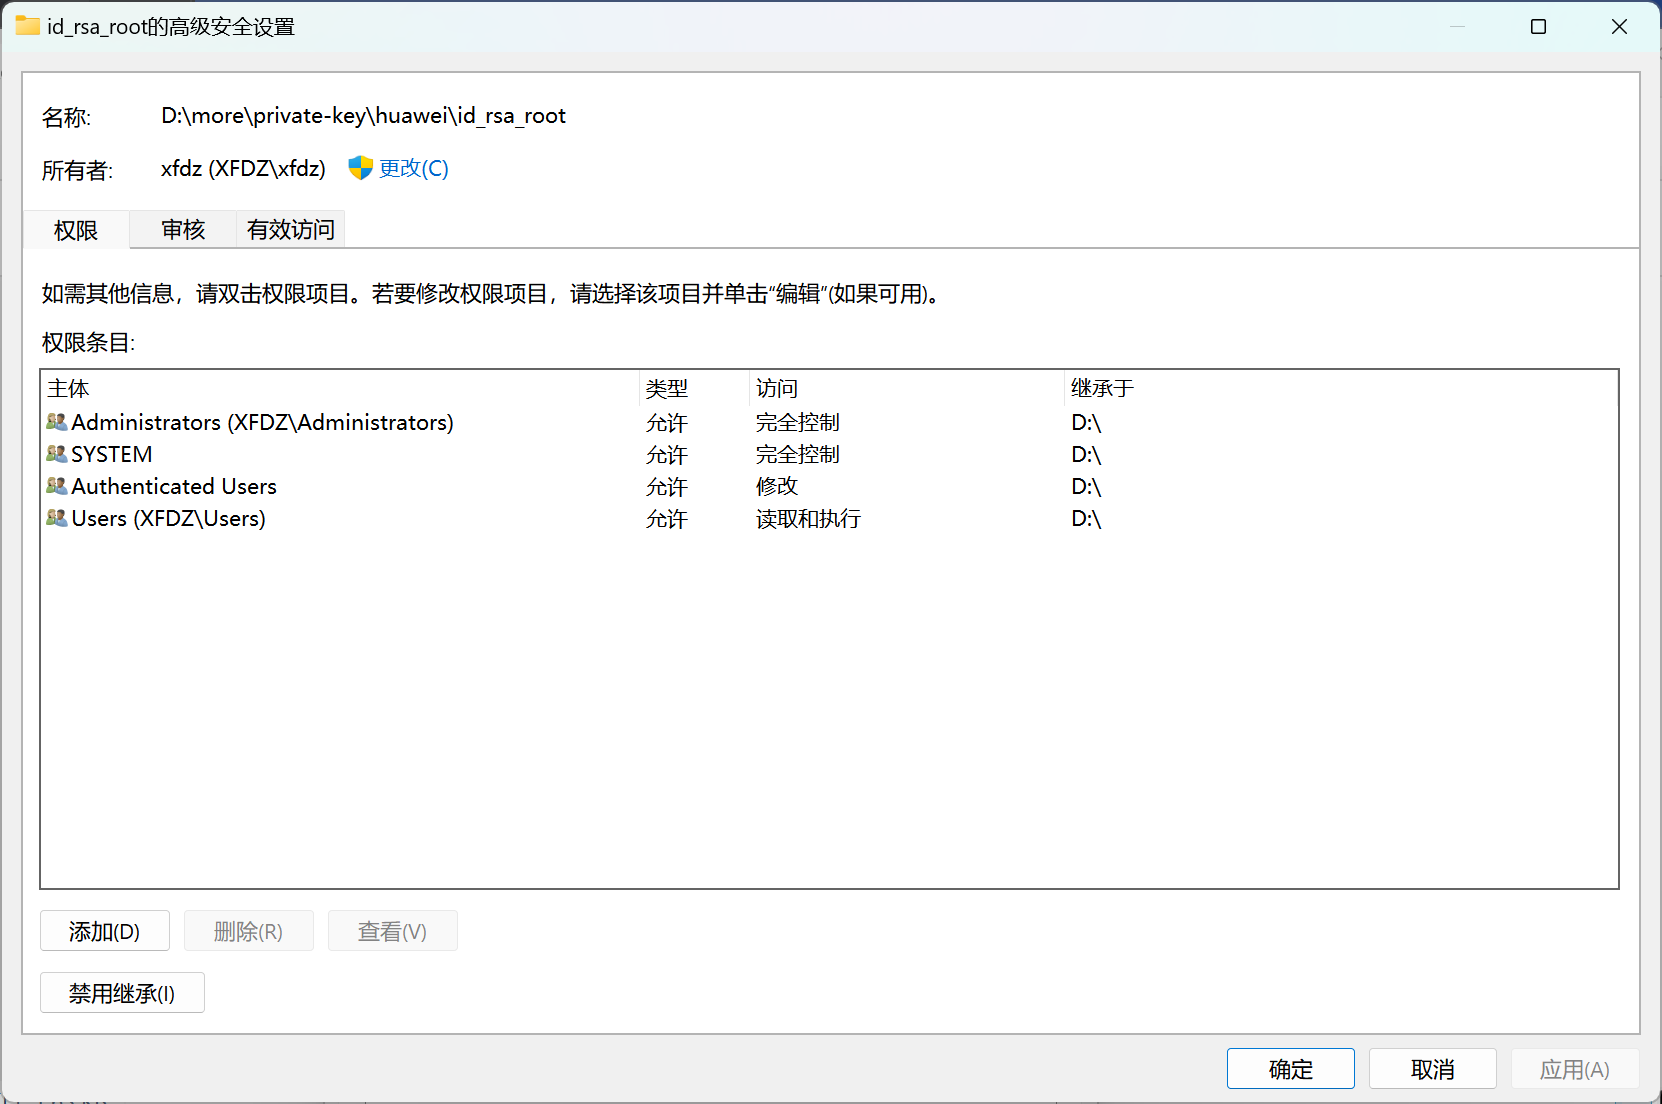 id_rsa_root的高级安全设置
名称: D:\more\private-key\huawei\id_rsa_root
所有者: xfdz (XFDZ\xfdz) 更改(C)
权限 审核 有效访问
如需其他信息，请双击权限项目。若要修改权限项目，请选择该项目并单击“编辑”(如果可用)。
权限条目:
主体 类型 访问 继承于
Administrators (XFDZ\Administrators) 允许 完全控制 D:\
SYSTEM 允许 完全控制 D:\
Authenticated Users 允许 修改 D:\
Users (XFDZ\Users) 允许 读取和执行 D:\
添加(D) 删除(R) 查看(V)
禁用继承(I)
确定 取消 应用(A)